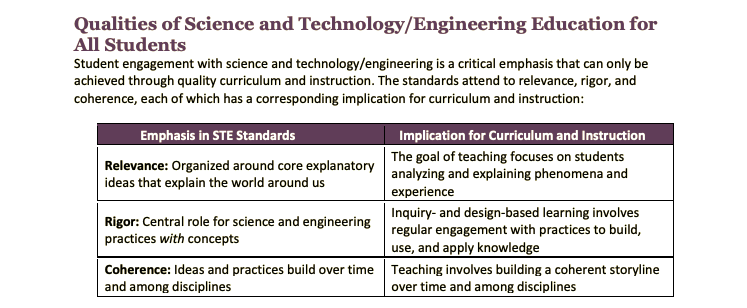 Qualities of Science and Technology/Engineering Education for
All Students
Student engagement with science and technology/engineering is a critical emphasis that can only be
achieved through quality curriculum and instruction. The standards attend to relevance, rigor, and
coherence, each of which has a corresponding implication for curriculum and instruction:
Emphasis in STE Standards
Implication for Curriculum and Instruction
Relevance: Organized around core explanatory
ideas that explain the world around us
The goal of teaching focuses on students
analyzing and explaining phenomena and
experience
Rigor: Central role for science and engineering
practices with concepts
Inquiry- and design-based learning involves
regular engagement with practices to build,
use, and apply knowledge
Coherence: Ideas and practices build over time
and among disciplines
Teaching involves building a coherent storyline
over time and among disciplines